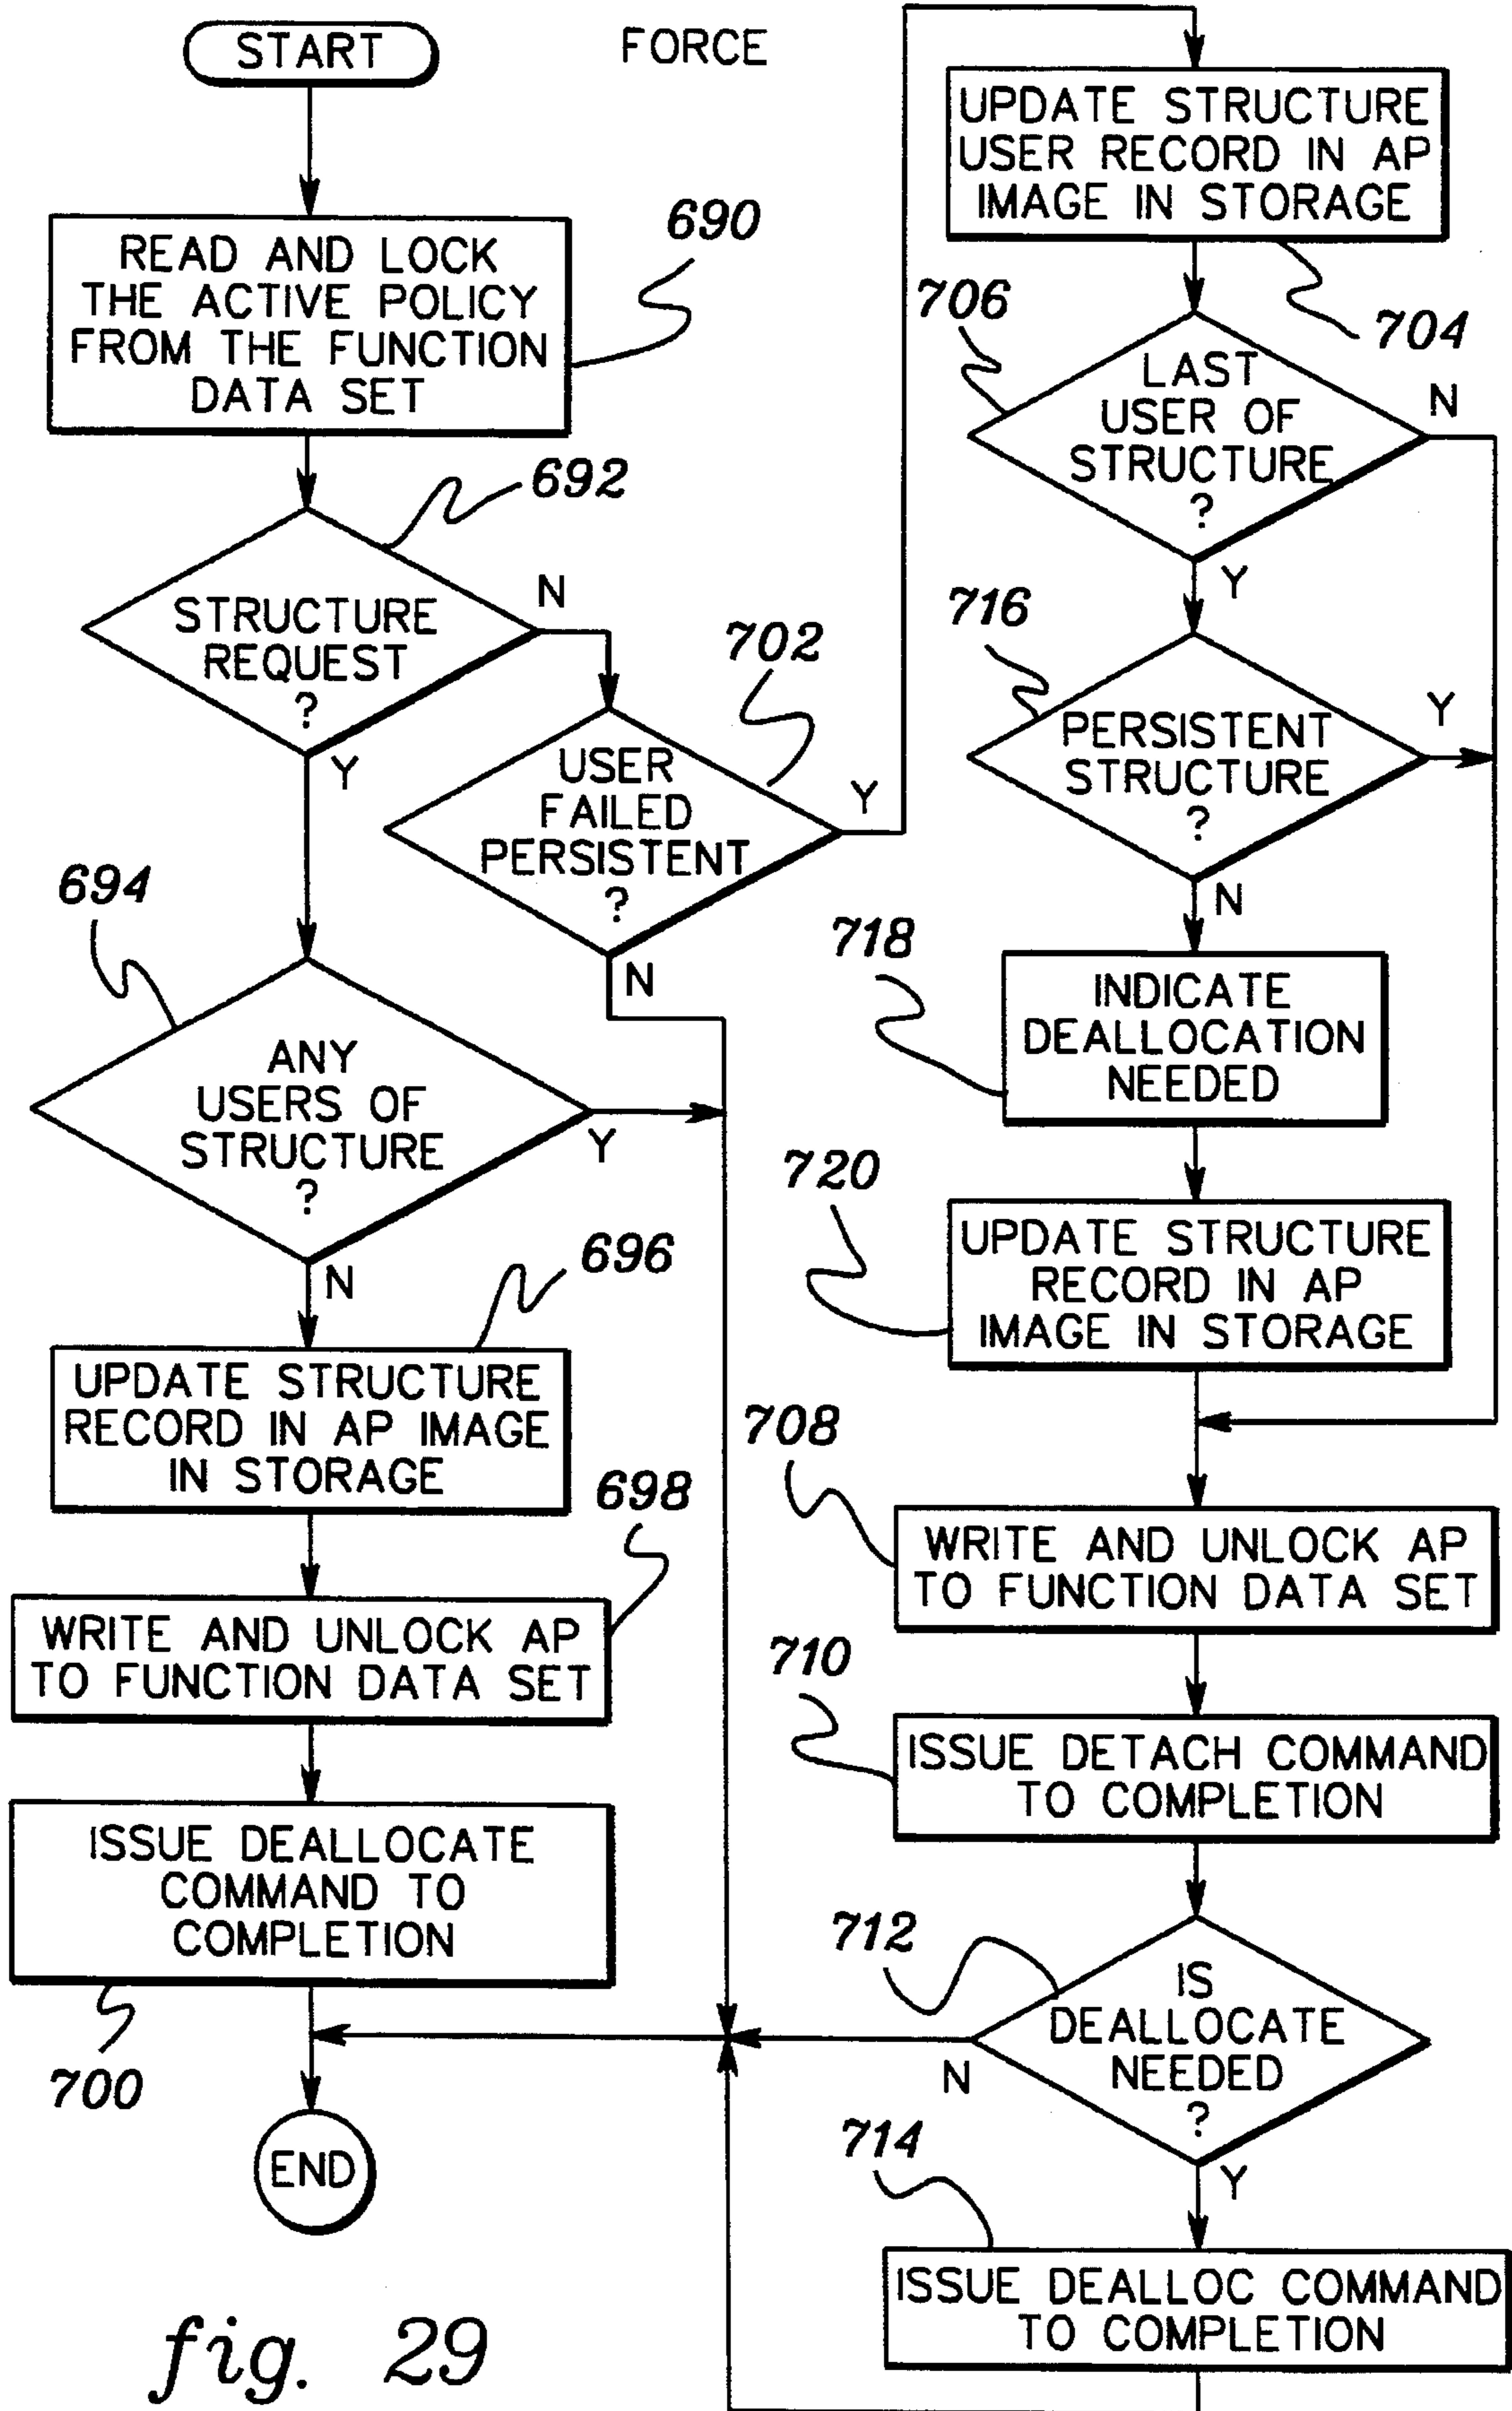 START
FORCE
READ AND LOCK
THE ACTIVE POLICY
FROM THE FUNCTION
DATA SET
690
692
STRUCTURE
REQUEST
?
N
Y
702
USER
FAILED
PERSISTENT
?
Y
N
694
ANY
USERS OF
STRUCTURE
?
Y
N
696
UPDATE STRUCTURE
RECORD IN AP IMAGE
IN STORAGE
698
WRITE AND UNLOCK AP
TO FUNCTION DATA SET
ISSUE DEALLOCATE
COMMAND TO
COMPLETION
700
END
UPDATE STRUCTURE
USER RECORD IN AP
IMAGE IN STORAGE
704
706
LAST
USER OF
STRUCTURE
?
N
Y
716
PERSISTENT
STRUCTURE
?
Y
N
718
INDICATE
DEALLOCATION
NEEDED
720
UPDATE STRUCTURE
RECORD IN AP
IMAGE IN STORAGE
708
WRITE AND UNLOCK AP
TO FUNCTION DATA SET
710
ISSUE DETACH COMMAND
TO COMPLETION
712
IS
DEALLOCATE
NEEDED
?
N
Y
714
ISSUE DEALLOC COMMAND
TO COMPLETION
fig. 29